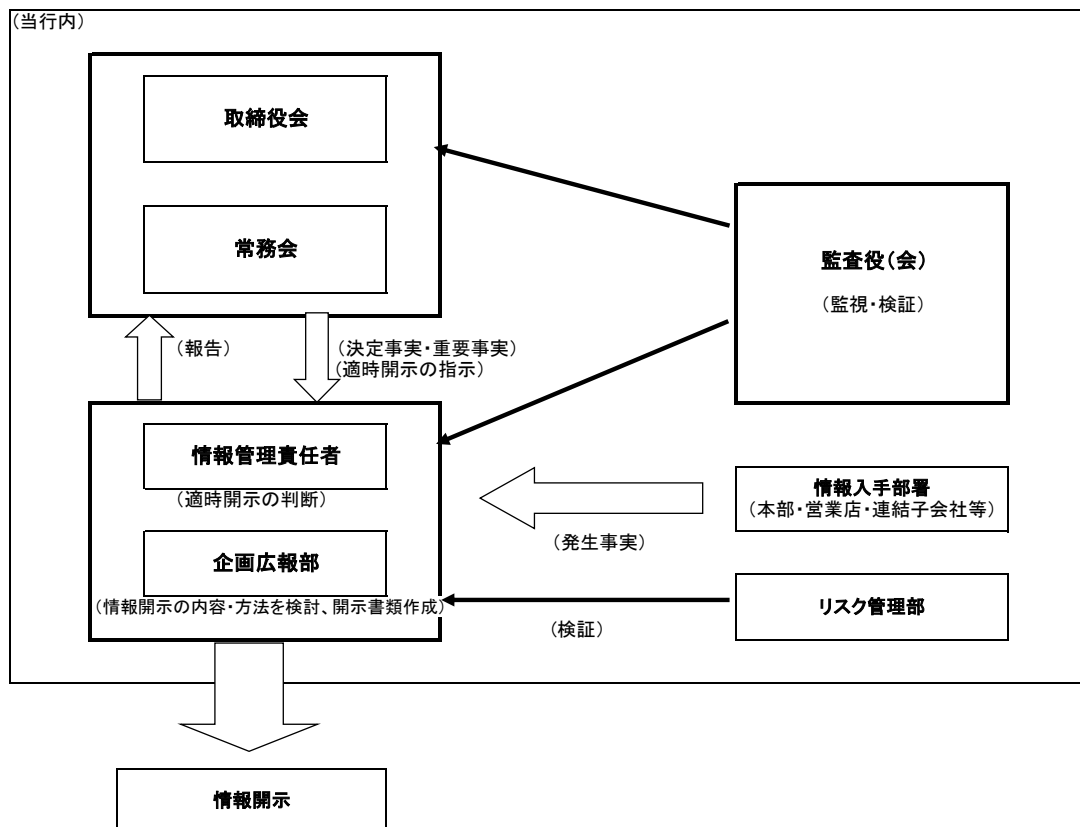 (当行内)
取締役会
常務会
監査役(会)
(監視・検証)
(報告)
(決定事実・重要事実)
(適時開示の指示)
情報管理責任者
(適時開示の判断)
情報入手部署
(本部・営業店・連結子会社等)
(発生事実)
企画広報部
(情報開示の内容・方法を検討、開示書類作成)
リスク管理部
(検証)
情報開示